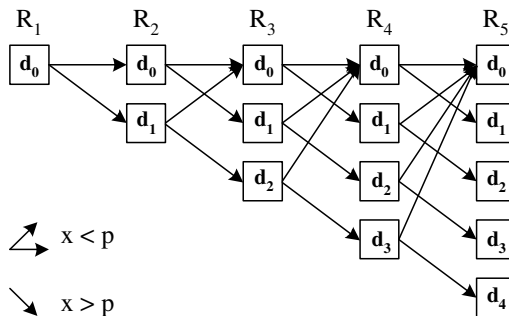 R₁ R₂ R₃ R₄ R₅
d₀ d₀ d₀ d₀ d₀
d₁ d₁ d₁ d₁
d₂ d₂ d₂
x < p d₃ d₃
x > p d₄